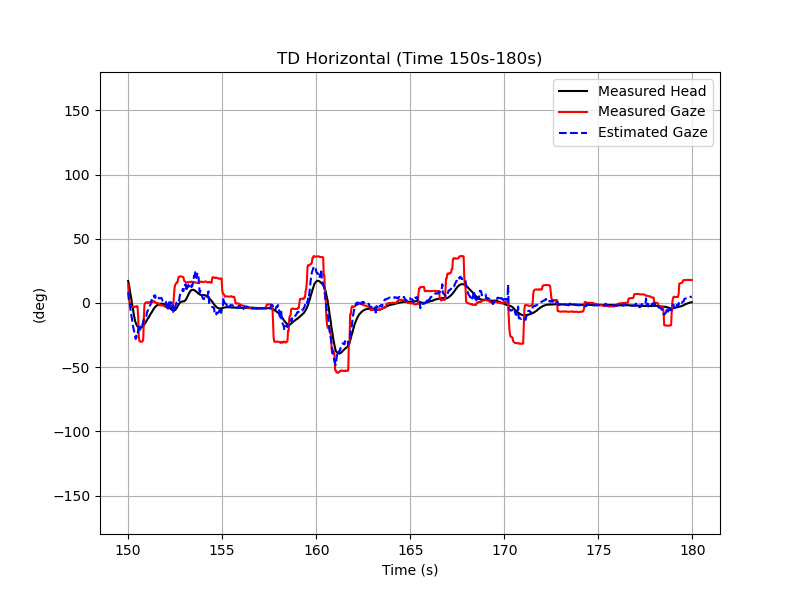 TD Horizontal (Time 150s-180s)
Measured Head
Measured Gaze
Estimated Gaze
150
100
50
0
−50
−100
−150
(deg)
150 155 160 165 170 175 180
Time (s)